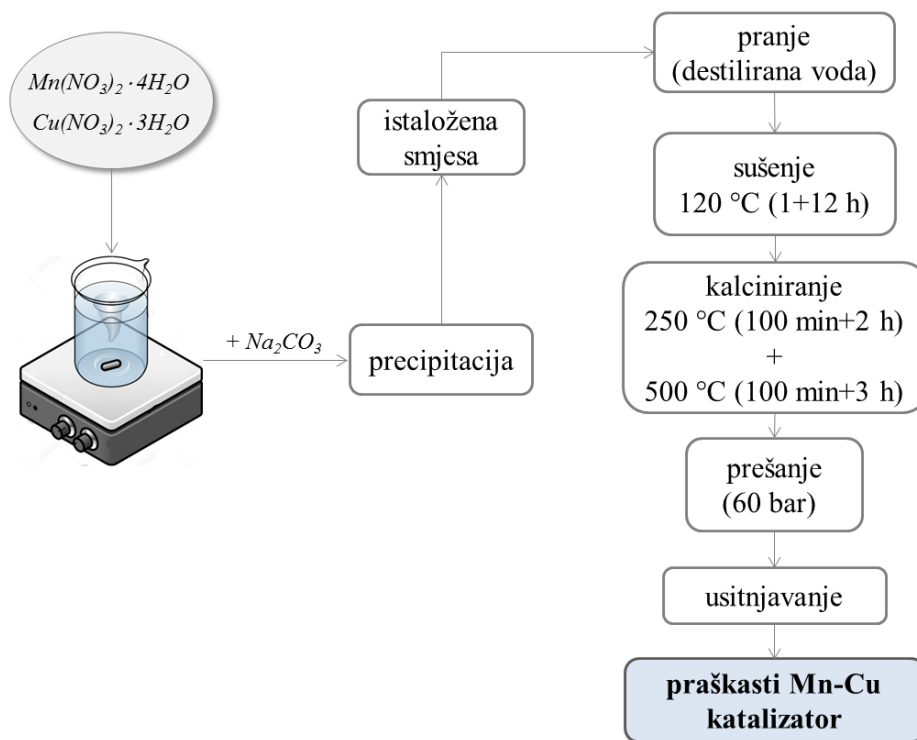 Mn(NO₃)₂ · 4H₂O
Cu(NO₃)₂ · 3H₂O
+ Na₂CO₃
precipitacija
istaložena
smjesa
pranje
(destilirana voda)
sušenje
120 °C (1+12 h)
kalciniranje
250 °C (100 min+2 h)
+
500 °C (100 min+3 h)
prešanje
(60 bar)
usitnjavanje
praškasti Mn-Cu
katalizator